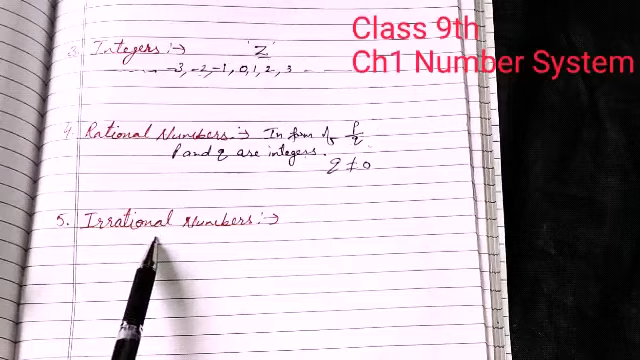 Class 9th
Ch1 Number System
3. Integers :→ 'Z'
...... -3, -2, -1, 0, 1, 2, 3 - - -
4. Rational Numbers :→ In form of p/q
P and q are integers.
q ≠ 0
5. Irrational Numbers :→